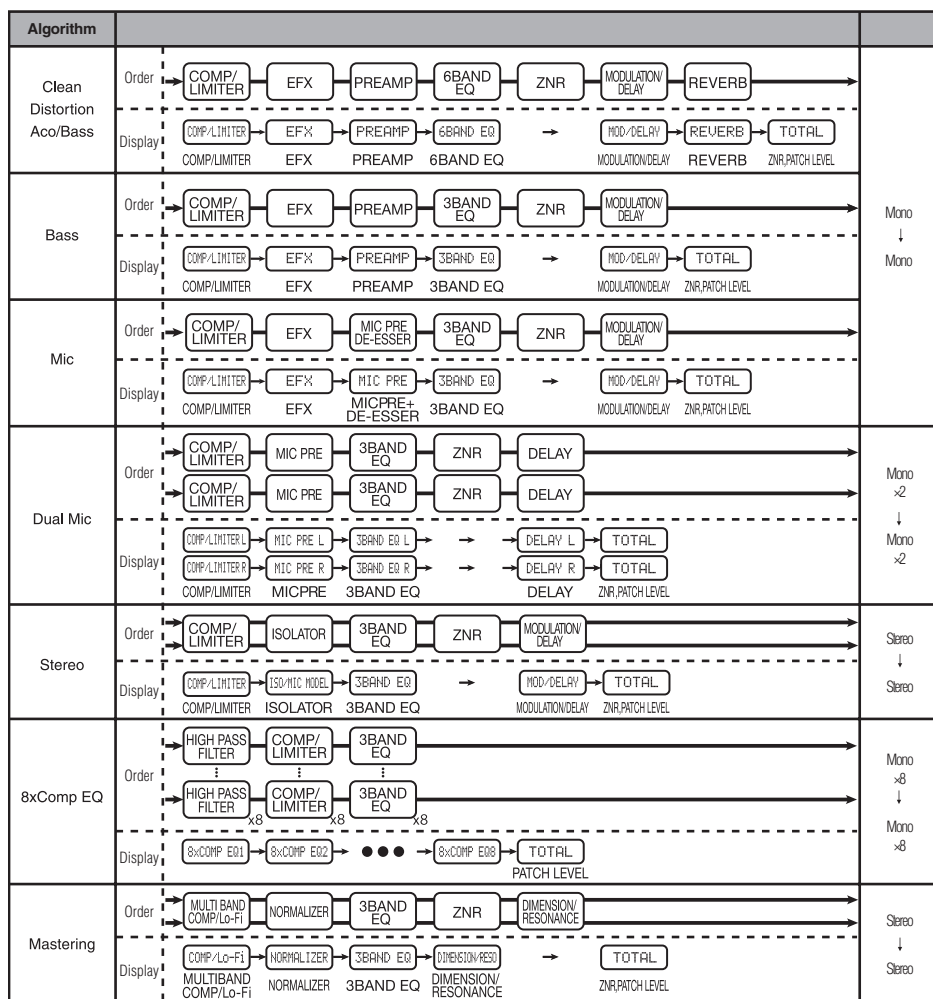 Algorithm
Clean
Distortion
Aco/Bass
Order
COMP/
LIMITER
EFX
PREAMP
6BAND
EQ
ZNR
MODULATION/
DELAY
REVERB
Display
COMP/LIMITER → EFX → PREAMP → 6BAND EQ → MOD/DELAY → REVERB → TOTAL
COMP/LIMITER EFX PREAMP 6BAND EQ MODULATION/DELAY REVERB ZNR,PATCH LEVEL
Bass
Order
COMP/
LIMITER
EFX
PREAMP
3BAND
EQ
ZNR
MODULATION/
DELAY
Display
COMP/LIMITER → EFX → PREAMP → 3BAND EQ → MOD/DELAY → TOTAL
COMP/LIMITER EFX PREAMP 3BAND EQ MODULATION/DELAY ZNR,PATCH LEVEL
Mono
↓
Mono
Mic
Order
COMP/
LIMITER
EFX
MIC PRE
DE-ESSER
3BAND
EQ
ZNR
MODULATION/
DELAY
Display
COMP/LIMITER → EFX → MIC PRE → 3BAND EQ → MOD/DELAY → TOTAL
COMP/LIMITER EFX MICPRE+
DE-ESSER 3BAND EQ MODULATION/DELAY ZNR,PATCH LEVEL
Dual Mic
Order
COMP/
LIMITER
MIC PRE
3BAND
EQ
ZNR
DELAY
COMP/
LIMITER
MIC PRE
3BAND
EQ
ZNR
DELAY
Display
COMP/LIMITER L → MIC PRE L → 3BAND EQ L → → DELAY L → TOTAL
COMP/LIMITER R → MIC PRE R → 3BAND EQ R → → DELAY R → TOTAL
COMP/LIMITER MICPRE 3BAND EQ DELAY ZNR,PATCH LEVEL
Mono
×2
↓
Mono
×2
Stereo
Order
COMP/
LIMITER
ISOLATOR
3BAND
EQ
ZNR
MODULATION/
DELAY
Display
COMP/LIMITER → ISO/MIC MODEL → 3BAND EQ → MOD/DELAY → TOTAL
COMP/LIMITER ISOLATOR 3BAND EQ MODULATION/DELAY ZNR,PATCH LEVEL
Stereo
↓
Stereo
8xComp EQ
Order
HIGH PASS
FILTER
COMP/
LIMITER
3BAND
EQ
HIGH PASS
FILTER
x8
COMP/
LIMITER
x8
3BAND
EQ
x8
Display
8xCOMP EQ1 → 8xCOMP EQ2 → ●●● → 8xCOMP EQ8 → TOTAL
PATCH LEVEL
Mono
×8
↓
Mono
×8
Mastering
Order
MULTI BAND
COMP/Lo-Fi
NORMALIZER
3BAND
EQ
ZNR
DIMENSION/
RESONANCE
Display
COMP/Lo-Fi → NORMALIZER → 3BAND EQ → DIMENSION/RESO → TOTAL
MULTIBAND
COMP/Lo-Fi NORMALIZER 3BAND EQ DIMENSION/
RESONANCE ZNR,PATCH LEVEL
Stereo
↓
Stereo